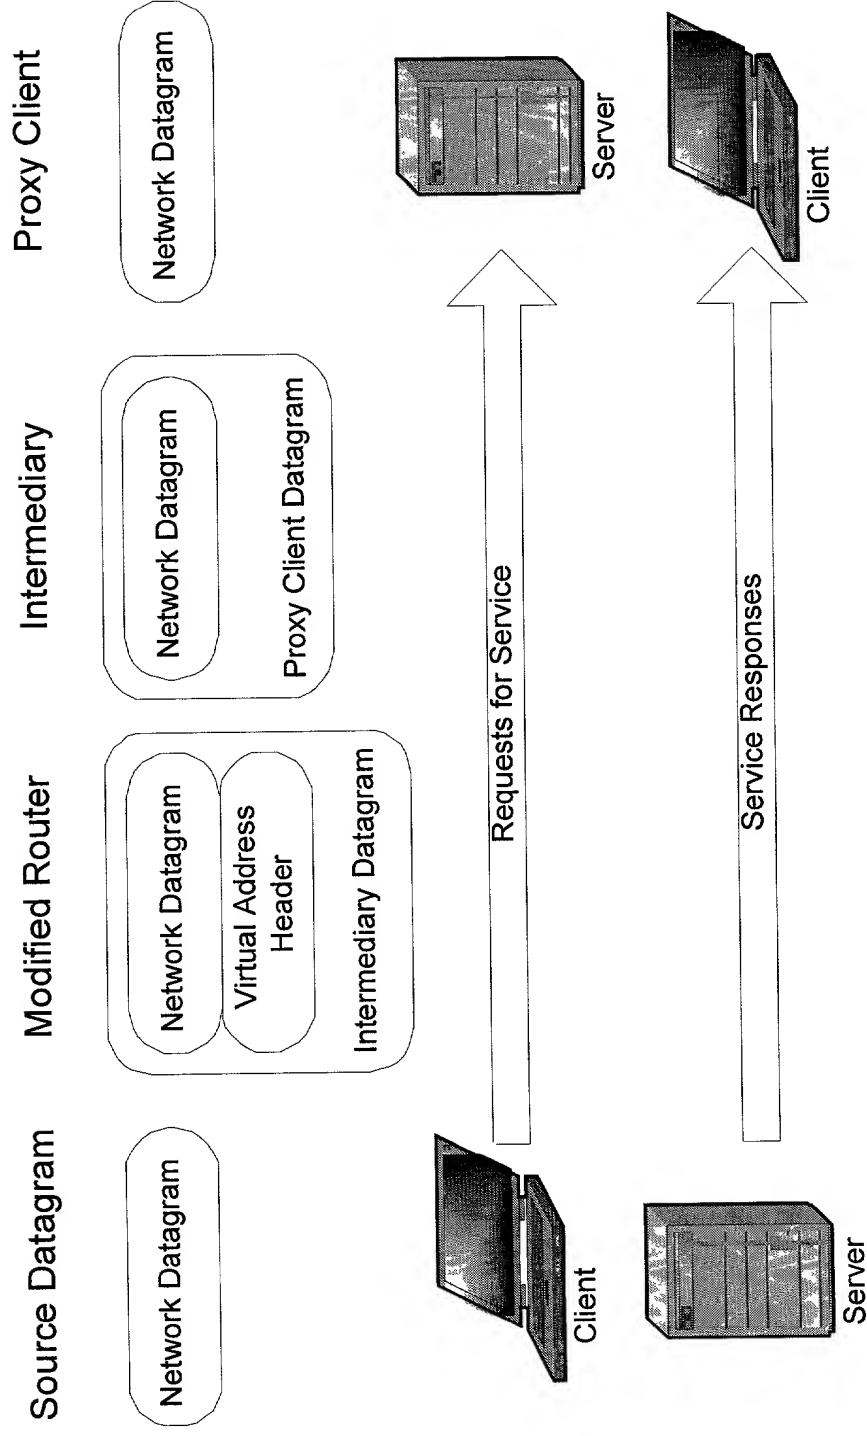 Source Datagram
Modified Router
Intermediary
Proxy Client
Network Datagram
Network Datagram
Virtual Address
Header
Intermediary Datagram
Network Datagram
Proxy Client Datagram
Network Datagram
Client
Requests for Service
Server
Server
Service Responses
Client